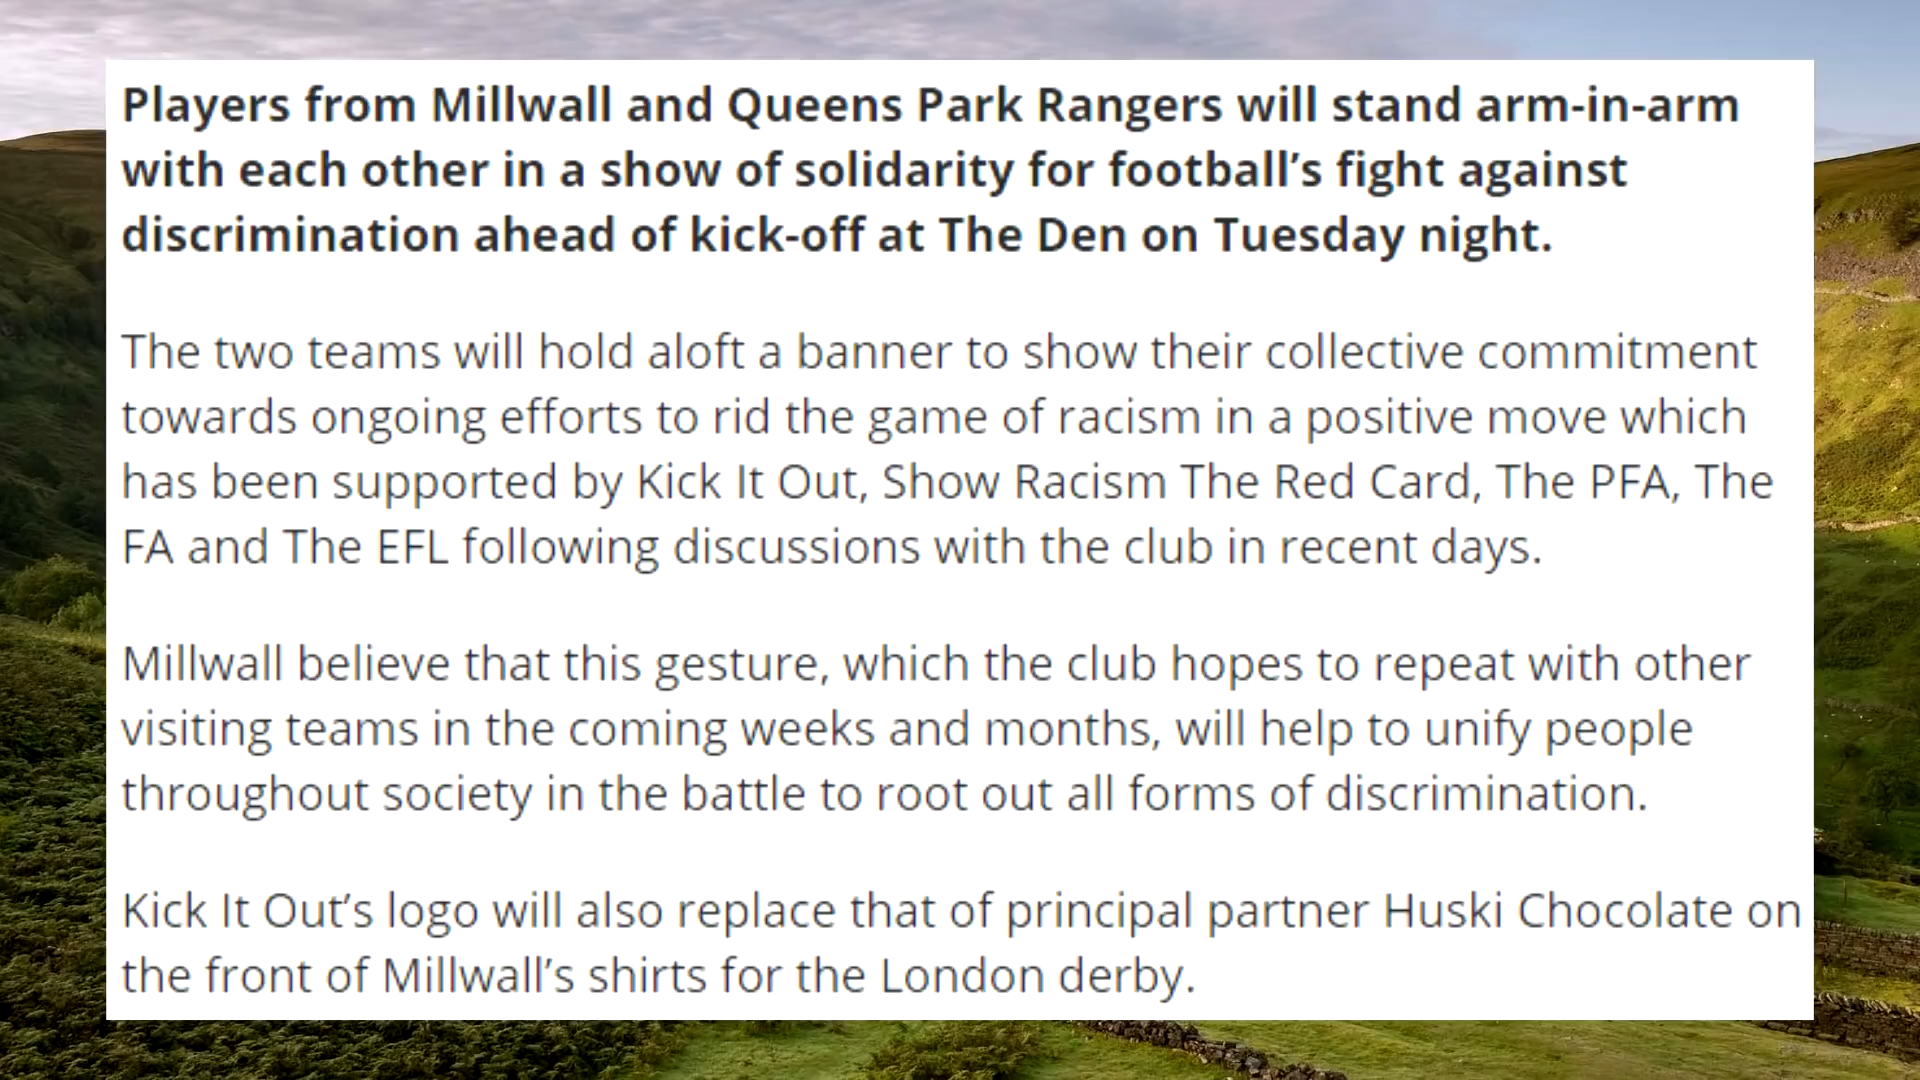 Players from Millwall and Queens Park Rangers will stand arm-in-arm
with each other in a show of solidarity for football’s fight against
discrimination ahead of kick-off at The Den on Tuesday night.
The two teams will hold aloft a banner to show their collective commitment
towards ongoing efforts to rid the game of racism in a positive move which
has been supported by Kick It Out, Show Racism The Red Card, The PFA, The
FA and The EFL following discussions with the club in recent days.
Millwall believe that this gesture, which the club hopes to repeat with other
visiting teams in the coming weeks and months, will help to unify people
throughout society in the battle to root out all forms of discrimination.
Kick It Out’s logo will also replace that of principal partner Huski Chocolate on
the front of Millwall’s shirts for the London derby.